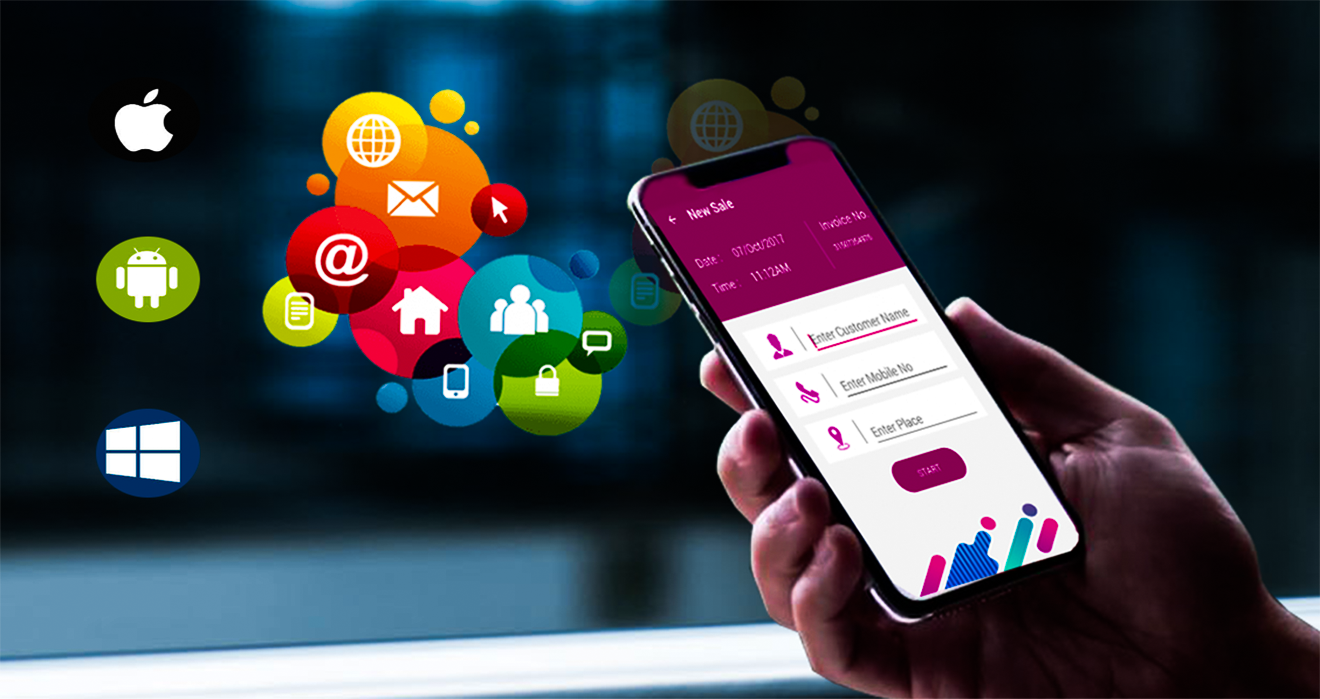 @
← New Sale
Date : 07/Oct/2017
Invoice No
Time : 11.12AM
Enter Customer Name
Enter Mobile No
Enter Place
START